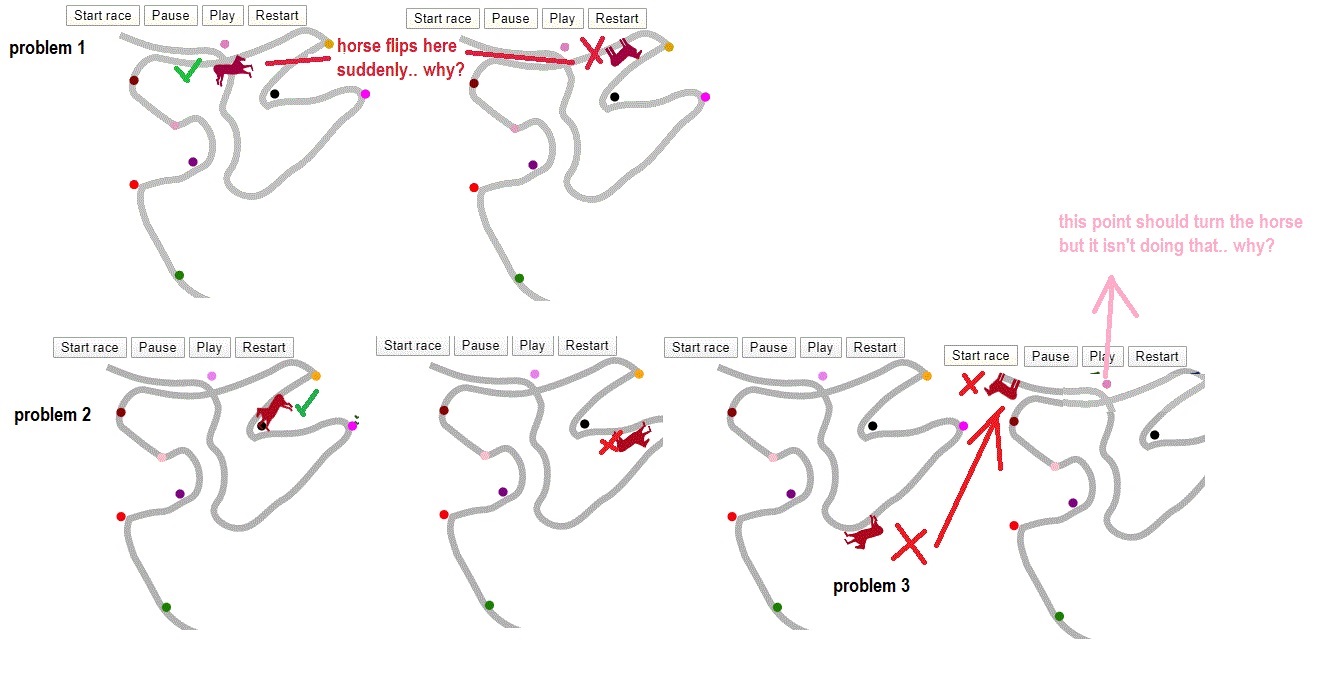 Start race Pause Play Restart
Start race Pause Play Restart
problem 1
horse flips here
suddenly.. why?
this point should turn the horse
but it isn't doing that.. why?
Start race Pause Play Restart
Start race Pause Play Restart
Start race Pause Play Restart
Start race Pause Play Restart
problem 2
problem 3